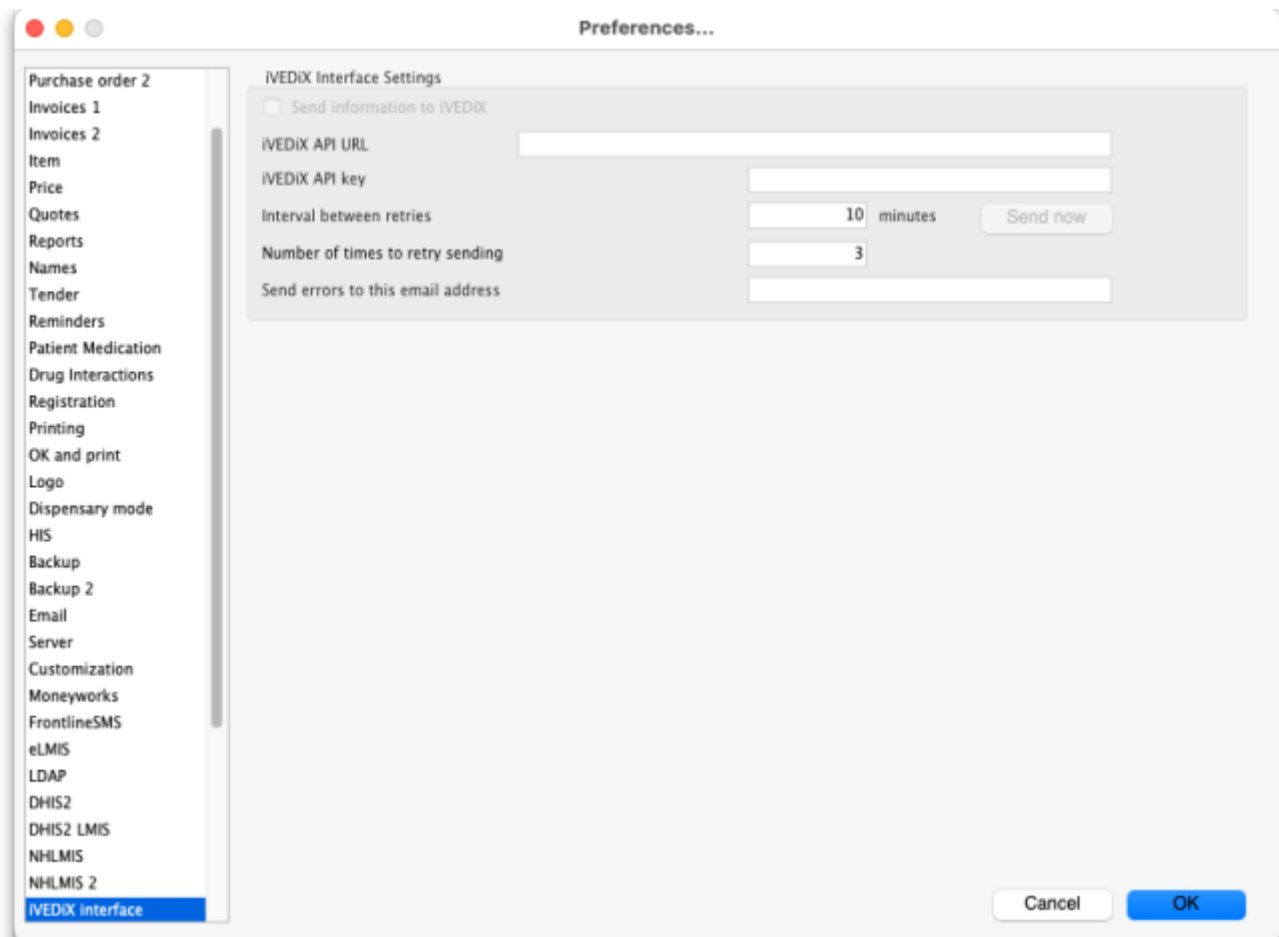 Preferences...
Purchase order 2
Invoices 1
Invoices 2
Item
Price
Quotes
Reports
Names
Tender
Reminders
Patient Medication
Drug Interactions
Registration
Printing
OK and print
Logo
Dispensary mode
HIS
Backup
Backup 2
Email
Server
Customization
Moneyworks
FrontlineSMS
eLMIS
LDAP
DHIS2
DHIS2 LMIS
NHLMIS
NHLMIS 2
iVEDiX interface
iVEDiX Interface Settings
Send information to iVEDiX
iVEDiX API URL
iVEDiX API key
Interval between retries 10 minutes Send now
Number of times to retry sending 3
Send errors to this email address
Cancel OK